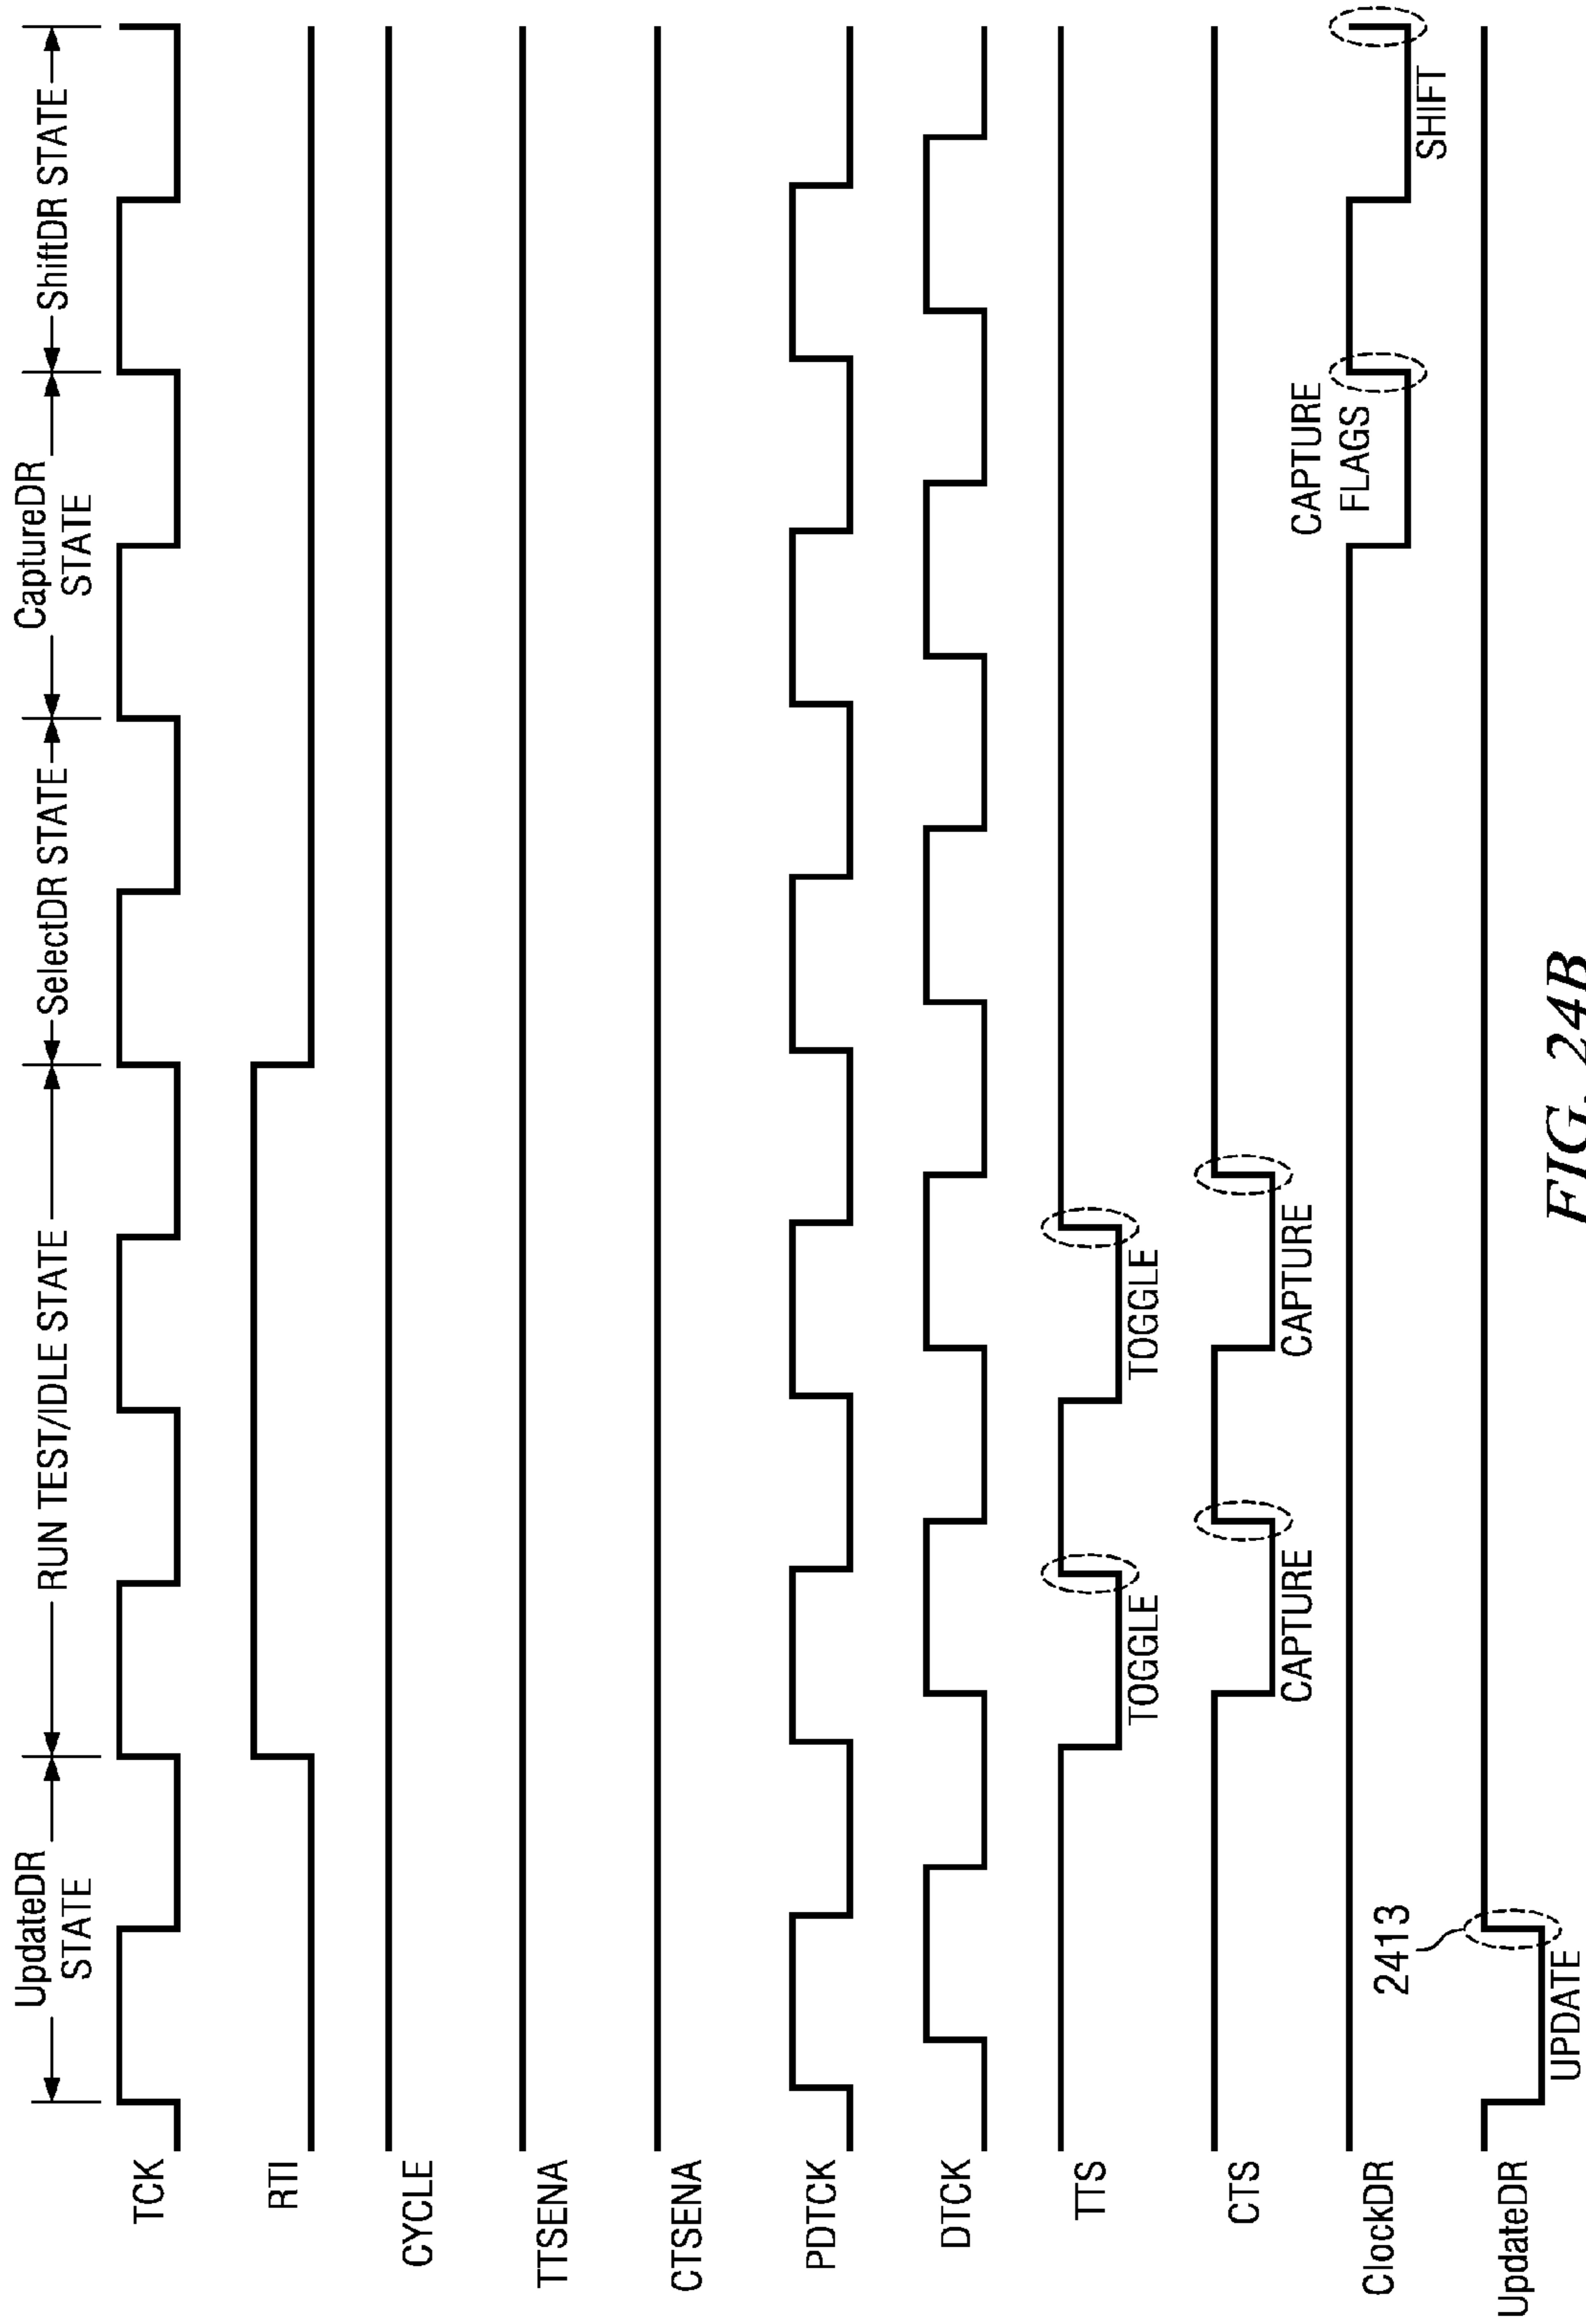 UpdateDR
STATE
RUN TEST/IDLE STATE
SelectDR STATE
CaptureDR
STATE
ShiftDR STATE
TCK
RTI
CYCLE
TTSENA
CTSENA
PDTCK
DTCK
TTS
TOGGLE
TOGGLE
CTS
CAPTURE
CAPTURE
ClockDR
CAPTURE
FLAGS
SHIFT
UpdateDR
2413
UPDATE
FIG. 24B